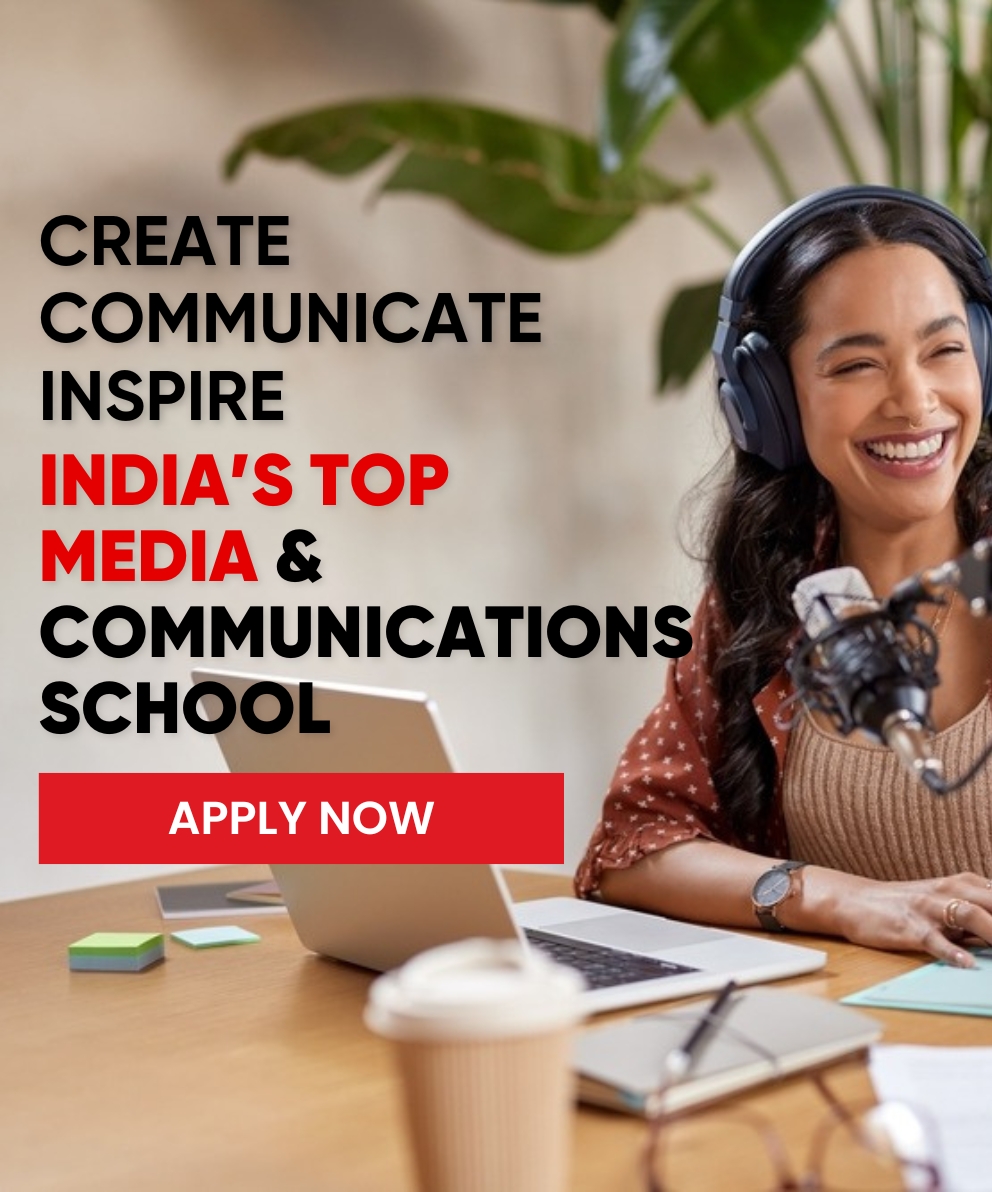 CREATE
COMMUNICATE
INSPIRE
INDIA’S TOP
MEDIA &
COMMUNICATIONS
SCHOOL
APPLY NOW